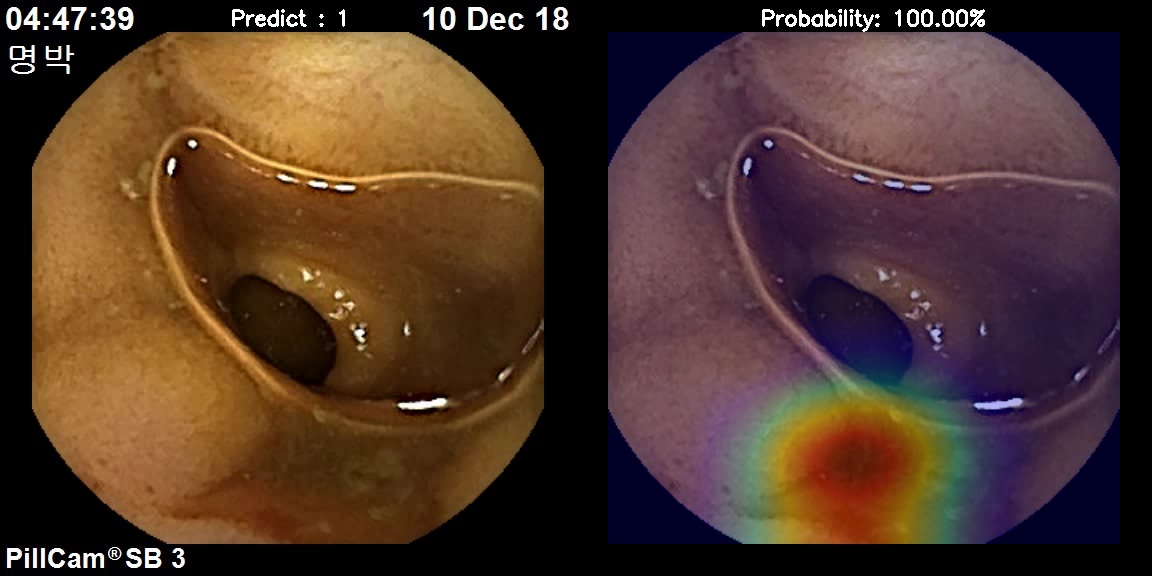 04:47:39 Predict : 1 10 Dec 18 Probability: 100.00%
명박
PillCam® SB 3